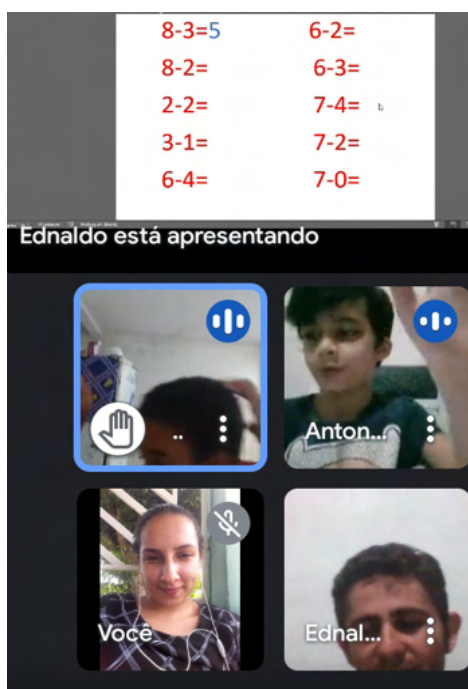 8-3=5 6-2=
8-2= 6-3=
2-2= 7-4=
3-1= 7-2=
6-4= 7-0=
Ednaldo está apresentando
..
Anton...
Você
Ednal...